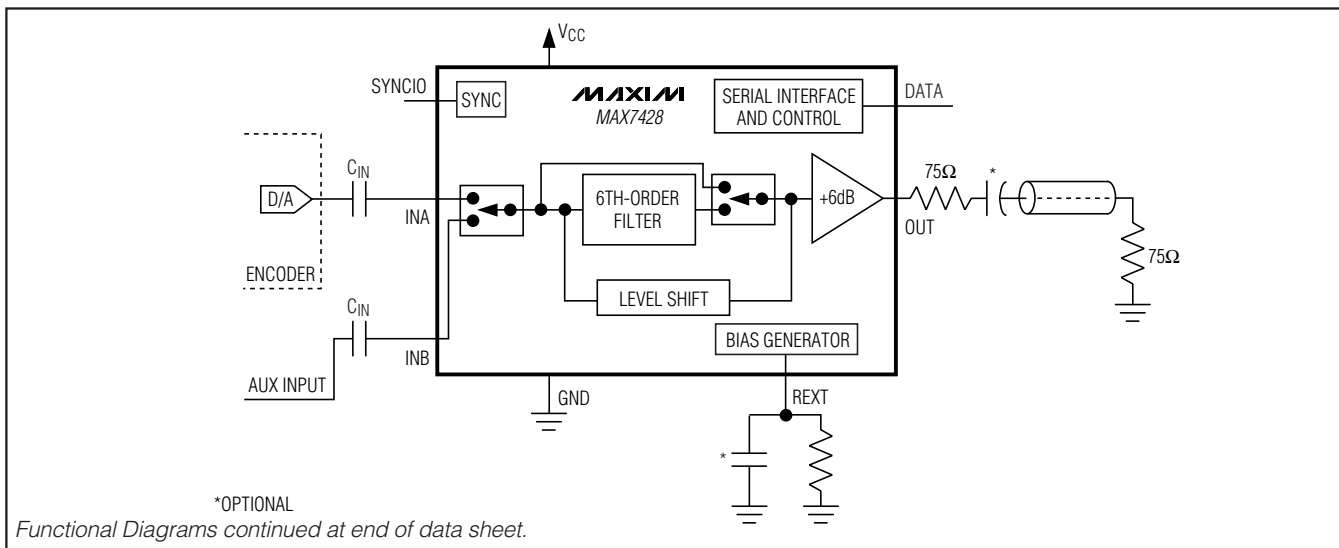 VCC
SYNCIO
SYNC
MAXIM
MAX7428
SERIAL INTERFACE
AND CONTROL
DATA
D/A
CIN
INA
6TH-ORDER
FILTER
+6dB
75Ω
*
OUT
75Ω
ENCODER
LEVEL SHIFT
CIN
INB
BIAS GENERATOR
AUX INPUT
GND
REXT
*
*OPTIONAL
Functional Diagrams continued at end of data sheet.